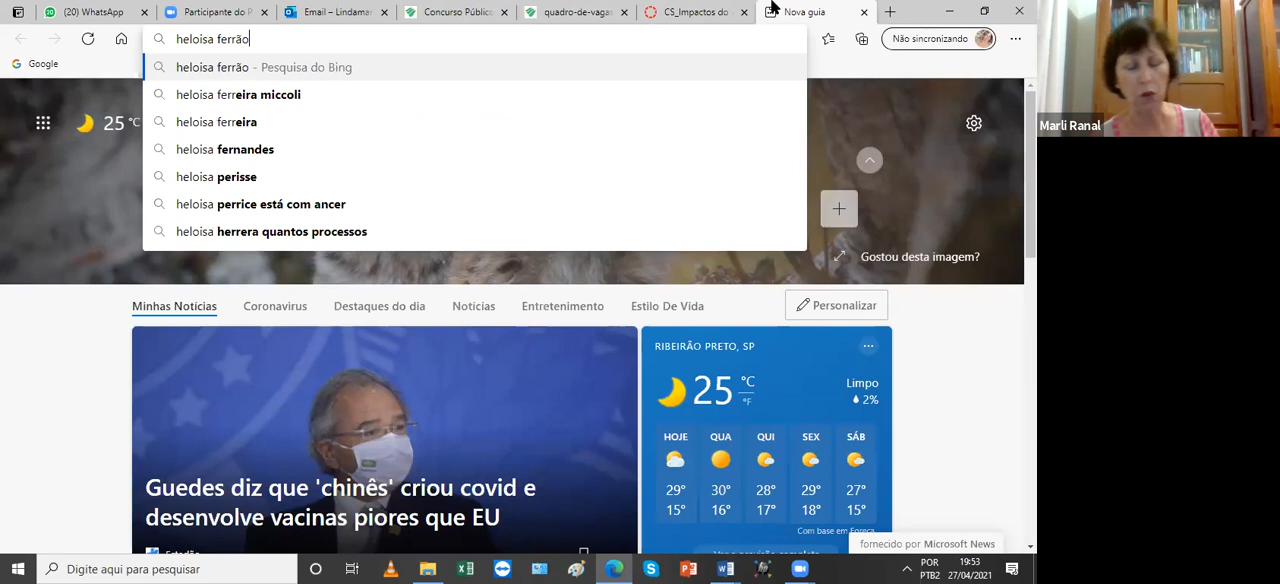 (20) WhatsApp
Participante do P
Email – Lindamar
Concurso Público
quadro-de-vagas
CS_Impactos do
Nova guia
heloisa ferrão
Não sincronizando
Google
heloisa ferrão - Pesquisa do Bing
heloisa ferreira miccoli
heloisa ferreira
heloisa fernandes
heloisa perisse
heloisa perrice está com ancer
heloisa herrera quantos processos
25 °C
Gostou desta imagem?
Minhas Notícias
Coronavirus
Destaques do dia
Notícias
Entretenimento
Estilo De Vida
Personalizar
Guedes diz que 'chinês' criou covid e
desenvolve vacinas piores que EU
RIBEIRÃO PRETO, SP
25 °C
°F
Limpo
2%
HOJE QUA QUI SEX SÁB
29° 30° 28° 29° 27°
15° 16° 17° 18° 15°
Com base em Foreca
fornecido por Microsoft News
Marli Ranal
Digite aqui para pesquisar
POR
PTB2
19:53
27/04/2021